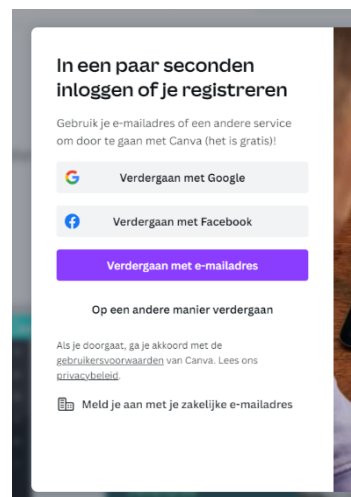 In een paar seconden
inloggen of je registreren
Gebruik je e-mailadres of een andere service
om door te gaan met Canva (het is gratis)!
Verdergaan met Google
Verdergaan met Facebook
Verdergaan met e-mailadres
Op een andere manier verdergaan
Als je doorgaat, ga je akkoord met de
gebruikersvoorwaarden van Canva. Lees ons
privacybeleid.
Meld je aan met je zakelijke e-mailadres